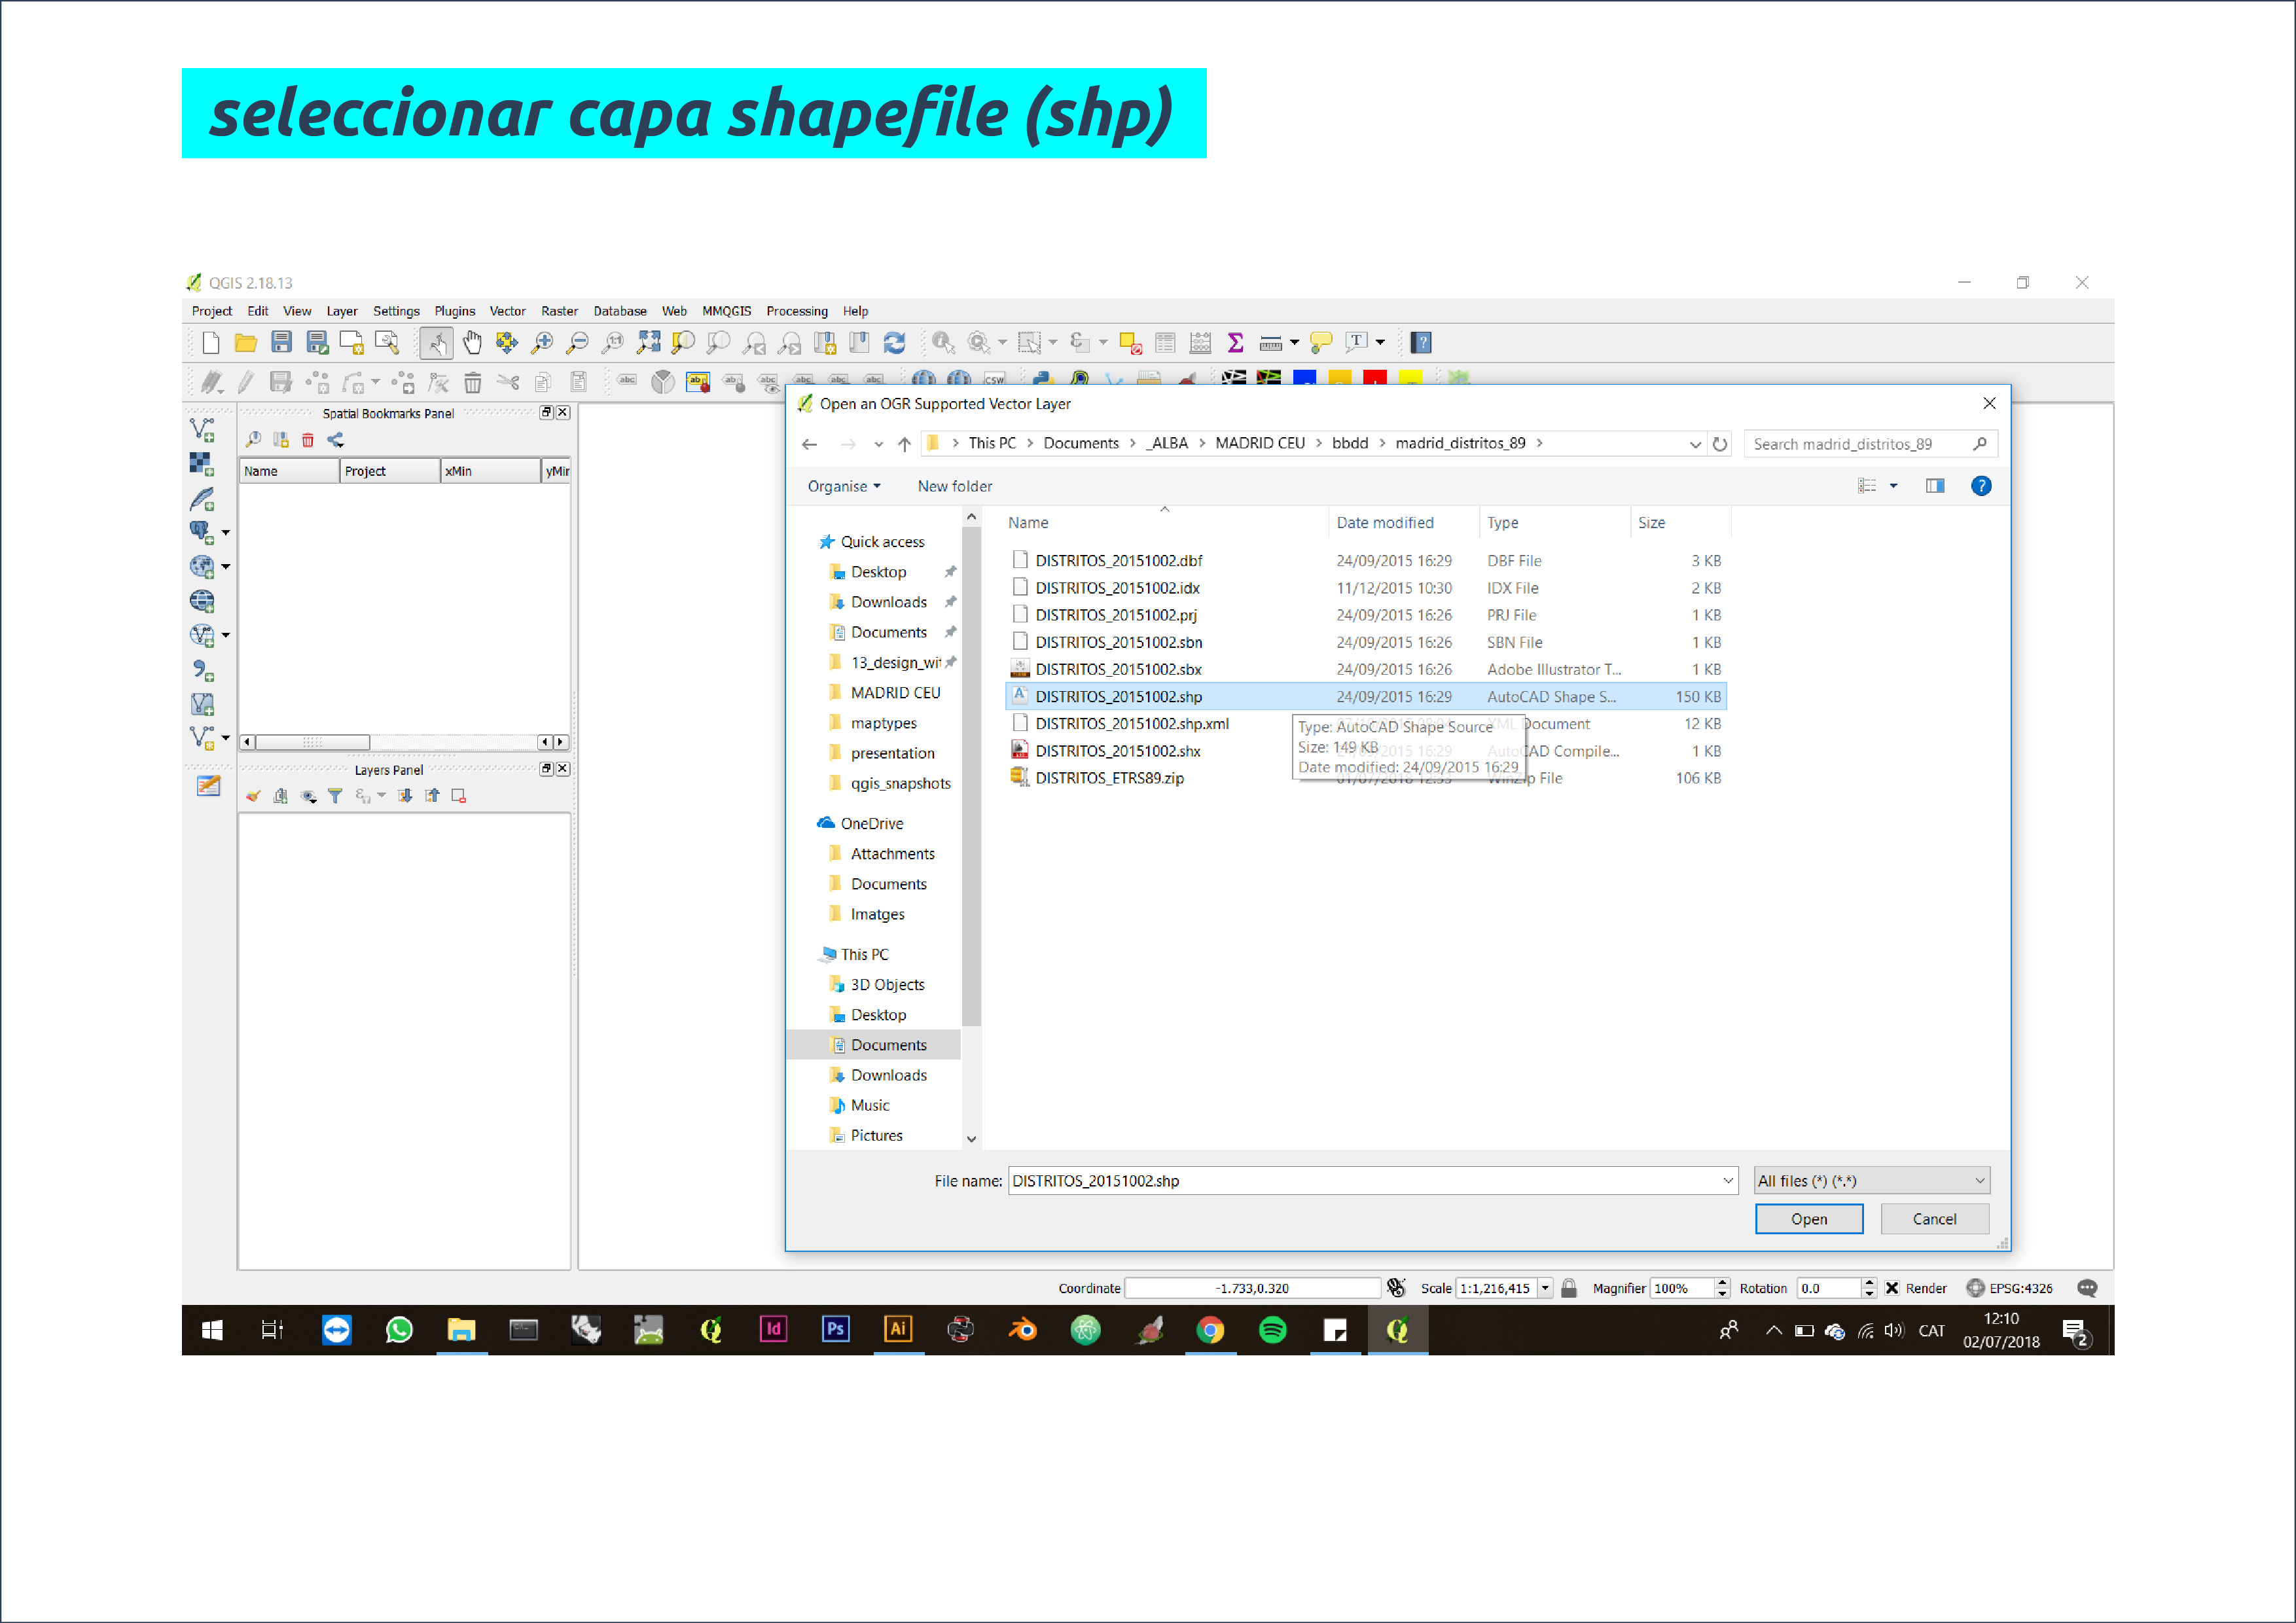 seleccionar capa shapefile (shp)
QGIS 2.18.13
Project Edit View Layer Settings Plugins Vector Raster Database Web MMQGIS Processing Help
Spatial Bookmarks Panel
Name Project xMin yMir
Layers Panel
Open an OGR Supported Vector Layer
This PC > Documents > _ALBA > MADRID CEU > bbdd > madrid_distritos_89 >
Search madrid_distritos_89
Organise New folder
Quick access
Desktop
Downloads
Documents
13_design_wit
MADRID CEU
maptypes
presentation
qgis_snapshots
OneDrive
Attachments
Documents
Imatges
This PC
3D Objects
Desktop
Documents
Downloads
Music
Pictures
Name Date modified Type Size
DISTRITOS_20151002.dbf 24/09/2015 16:29 DBF File 3 KB
DISTRITOS_20151002.idx 11/12/2015 10:30 IDX File 2 KB
DISTRITOS_20151002.prj 24/09/2015 16:26 PRJ File 1 KB
DISTRITOS_20151002.sbn 24/09/2015 16:26 SBN File 1 KB
DISTRITOS_20151002.sbx 24/09/2015 16:26 Adobe Illustrator T... 1 KB
DISTRITOS_20151002.shp 24/09/2015 16:29 AutoCAD Shape S... 150 KB
DISTRITOS_20151002.shp.xml XML Document 12 KB
DISTRITOS_20151002.shx AutoCAD Compile... 1 KB
DISTRITOS_ETRS89.zip WinZip File 106 KB
Type: AutoCAD Shape Source
Size: 149 KB
Date modified: 24/09/2015 16:29
File name: DISTRITOS_20151002.shp All files (*) (*.*)
Open Cancel
Coordinate -1.733,0.320 Scale 1:1,216,415 Magnifier 100% Rotation 0.0 Render EPSG:4326
Id Ps Ai
CAT
12:10
02/07/2018
2